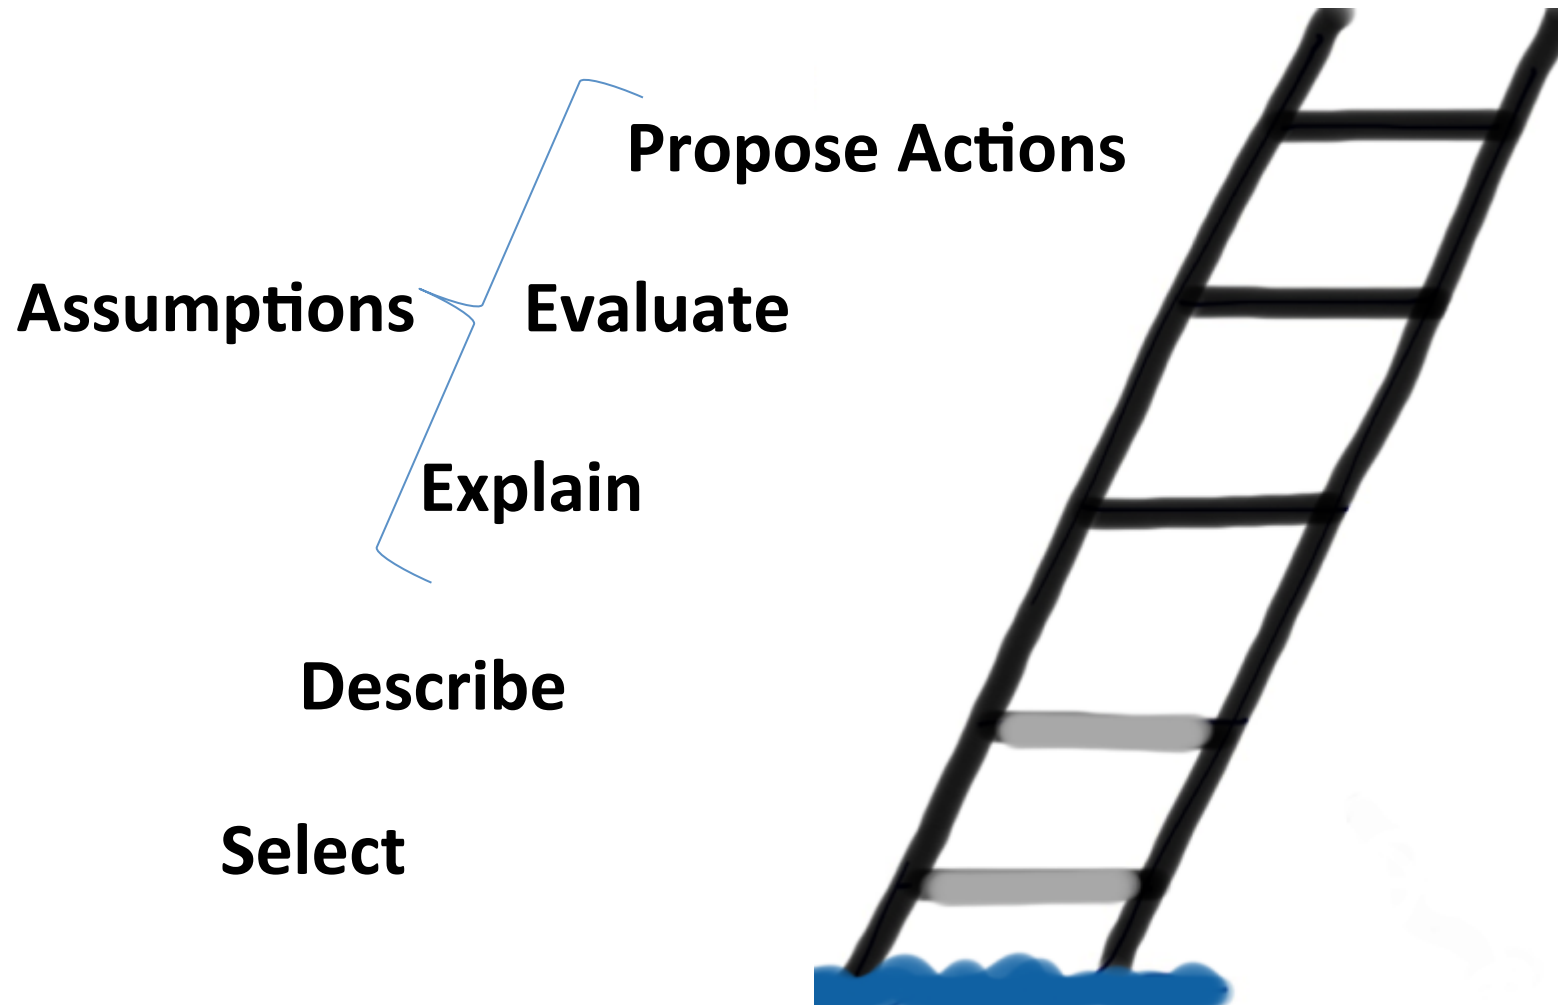 Propose Actions
Assumptions
Evaluate
Explain
Describe
Select